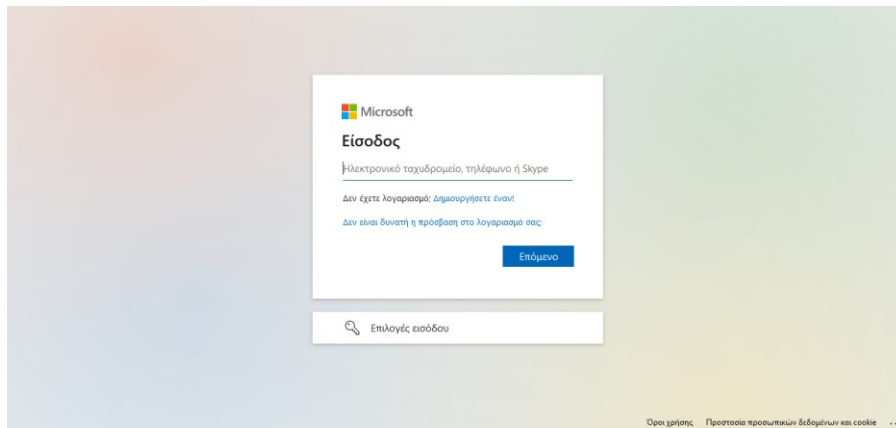 Microsoft
Είσοδος
Ηλεκτρονικό ταχυδρομείο, τηλέφωνο ή Skype
Δεν έχετε λογαριασμό; Δημιουργήσετε έναν!
Δεν είναι δυνατή η πρόσβαση στο λογαριασμό σας;
Επόμενο
Επιλογές εισόδου
Όροι χρήσης Προστασία προσωπικών δεδομένων και cookie ...